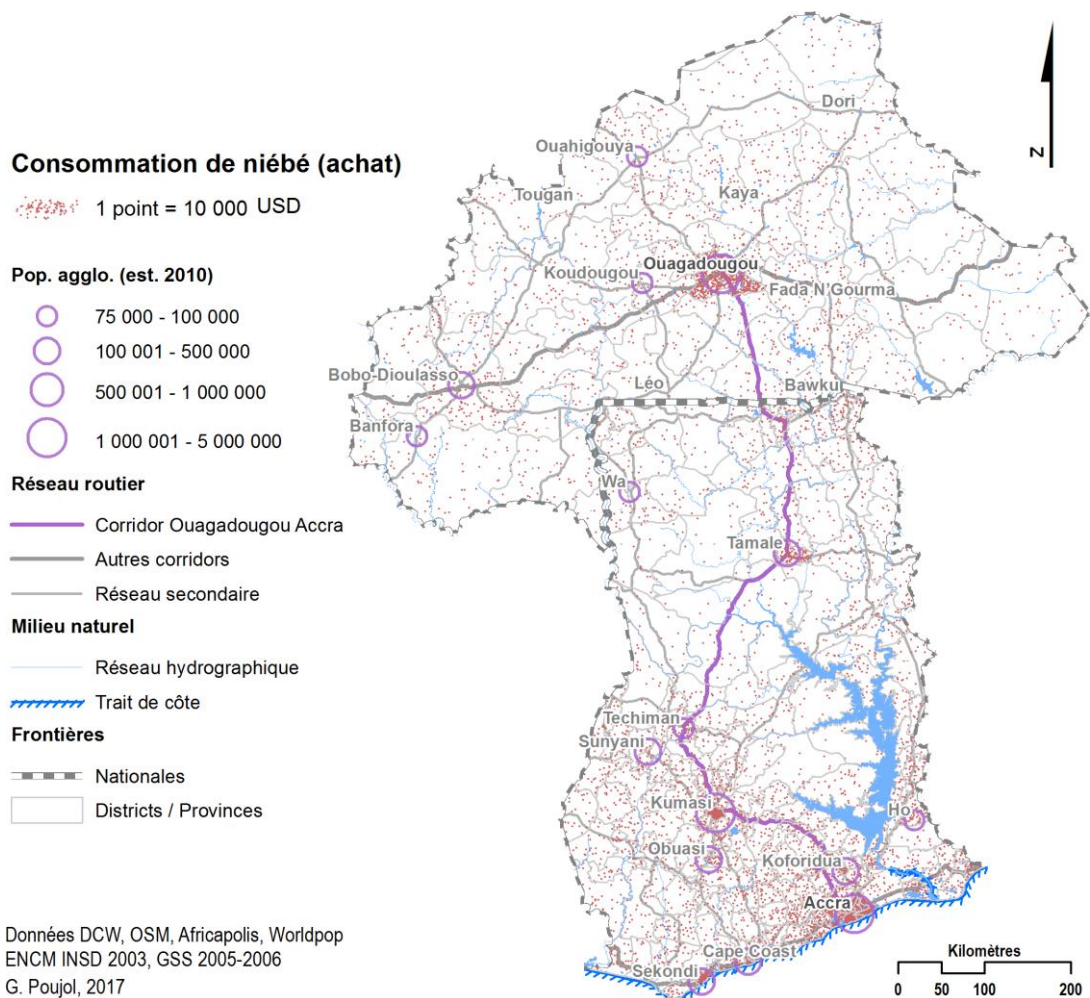 Consommation de niébé (achat)
1 point = 10 000 USD
Pop. agglo. (est. 2010)
75 000 - 100 000
100 001 - 500 000
500 001 - 1 000 000
1 000 001 - 5 000 000
Réseau routier
Corridor Ouagadougou Accra
Autres corridors
Réseau secondaire
Milieu naturel
Réseau hydrographique
Trait de côte
Frontières
Nationales
Districts / Provinces
Données DCW, OSM, Africapolis, Worldpop
ENCM INSD 2003, GSS 2005-2006
G. Poujol, 2017
N
Dori
Ouahigouya
Tougan
Kaya
Ouagadougou
Koudougou
Fada N'Gourma
Bobo-Dioulasso
Léo
Bawku
Banfora
Wa
Tamale
Techiman
Sunyani
Kumasi
Ho
Obuasi
Koforidua
Accra
Cape Coast
Sekondi
Kilomètres
0 50 100 200